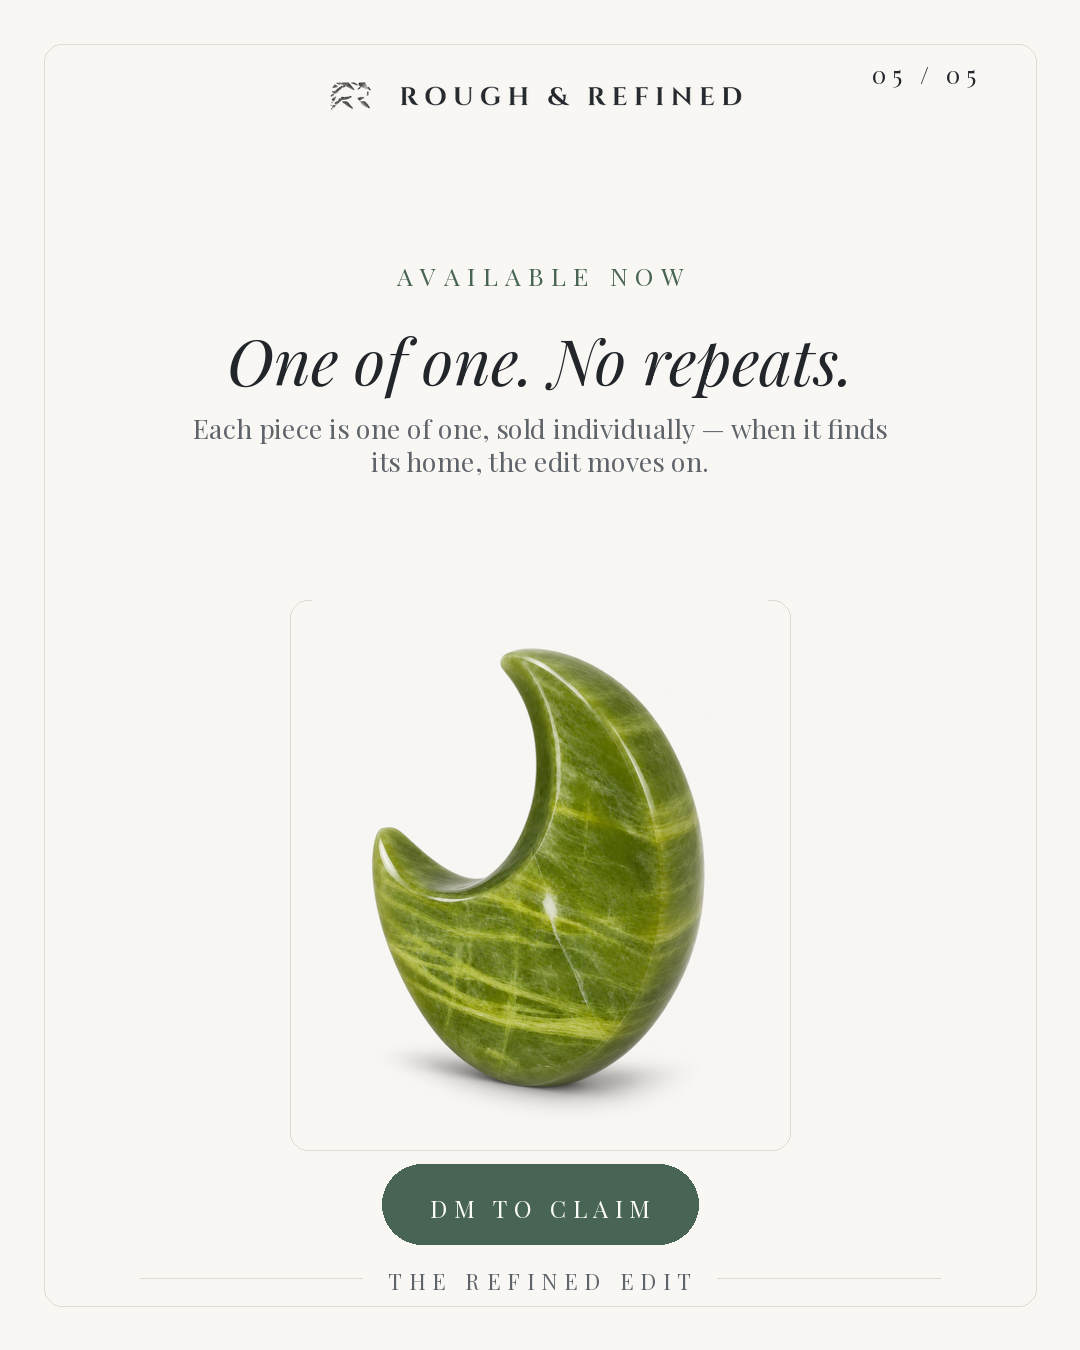 ROUGH & REFINED
05 / 05
AVAILABLE NOW
One of one. No repeats.
Each piece is one of one, sold individually — when it finds
its home, the edit moves on.
DM TO CLAIM
THE REFINED EDIT